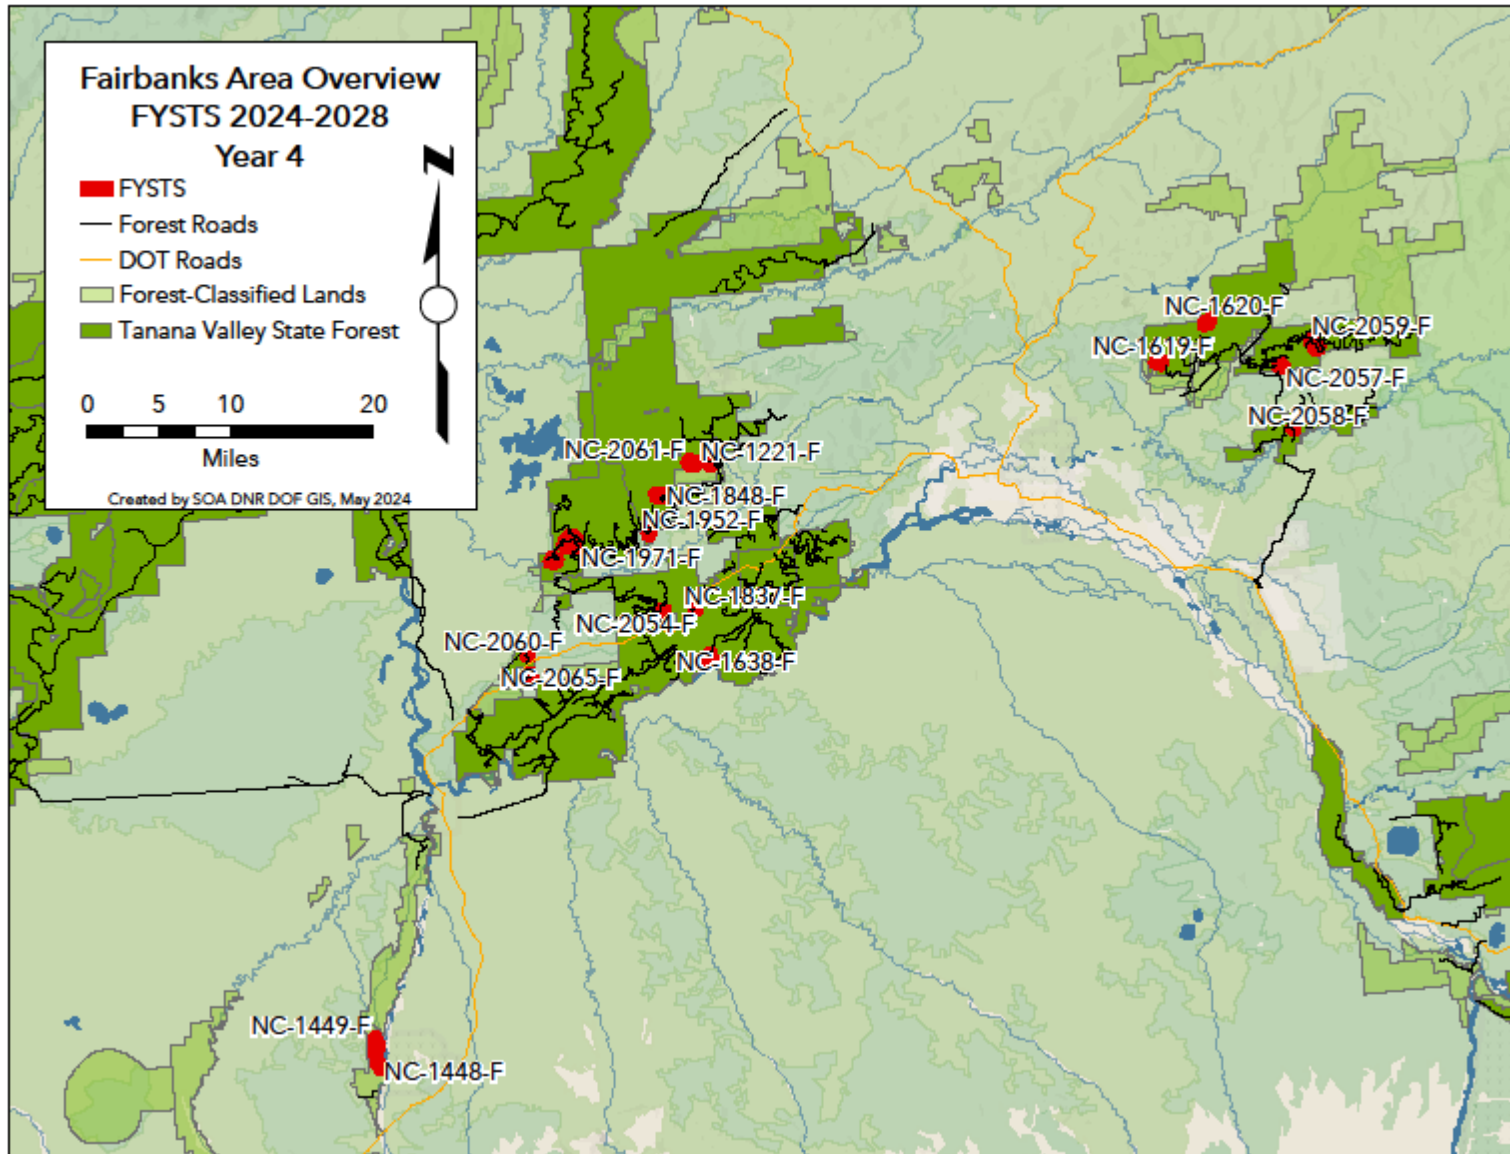 Fairbanks Area Overview
FYSTS 2024-2028
Year 4
N
FYSTS
Forest Roads
DOT Roads
Forest-Classified Lands
Tanana Valley State Forest
0 5 10 20
Miles
Created by SOA DNR DOF GIS, May 2024
NC-1620-F
NC-2059-F
NC-1619-F
NC-2057-F
NC-2058-F
NC-2061-F
NC-1221-F
NC-1848-F
NC-1952-F
NC-1971-F
NC-1837-F
NC-2054-F
NC-2060-F
NC-1638-F
NC-2065-F
NC-1449-F
NC-1448-F